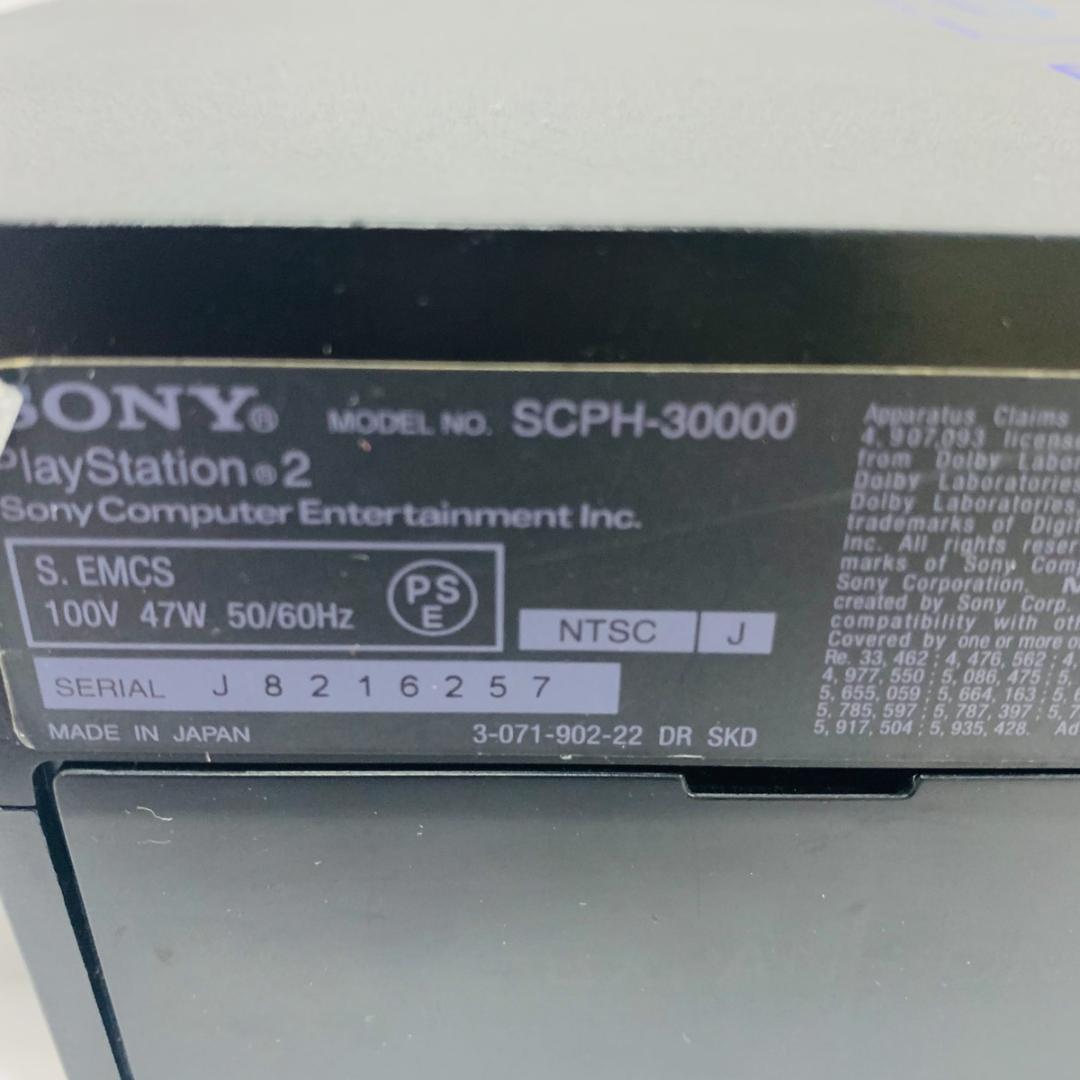 SONY® MODEL NO. SCPH-30000
PlayStation®2
Sony Computer Entertainment Inc.
S. EMCS
100V 47W 50/60Hz
PS
E
NTSC J
SERIAL J 8 2 1 6 2 5 7
MADE IN JAPAN 3-071-902-22 DR SKD
Apparatus Claims
4,907,093
from Dolby
Dolby Laboratories
Dolby Laboratories.
trademarks of
Inc. All rights
marks of Sony
Sony Corporation.
created by Sony Corp.
compatibility with
Covered by one or more
Re. 33, 462 ; 4, 476, 562 ; 4,
4, 977, 550 ; 5, 086, 475 ; 5,
5, 655, 059 ; 5, 664, 163 ; 5,
5, 785, 597 ; 5, 787, 397 ; 5,
5, 917, 504 ; 5, 935, 428.